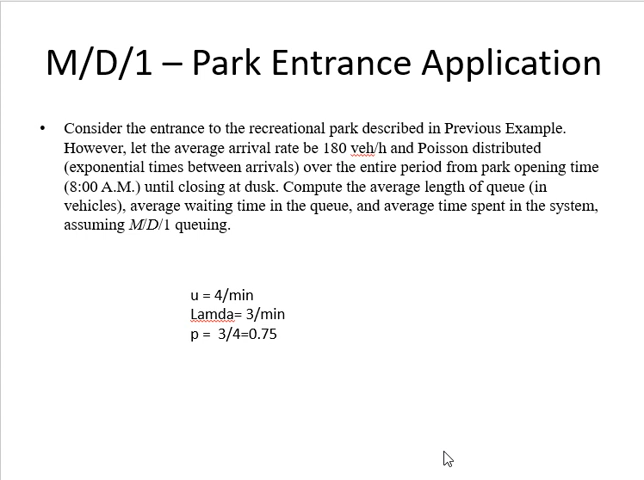 M/D/1 – Park Entrance Application
• Consider the entrance to the recreational park described in Previous Example.
However, let the average arrival rate be 180 veh/h and Poisson distributed
(exponential times between arrivals) over the entire period from park opening time
(8:00 A.M.) until closing at dusk. Compute the average length of queue (in
vehicles), average waiting time in the queue, and average time spent in the system,
assuming M/D/1 queuing.
u = 4/min
Lamda= 3/min
p = 3/4=0.75